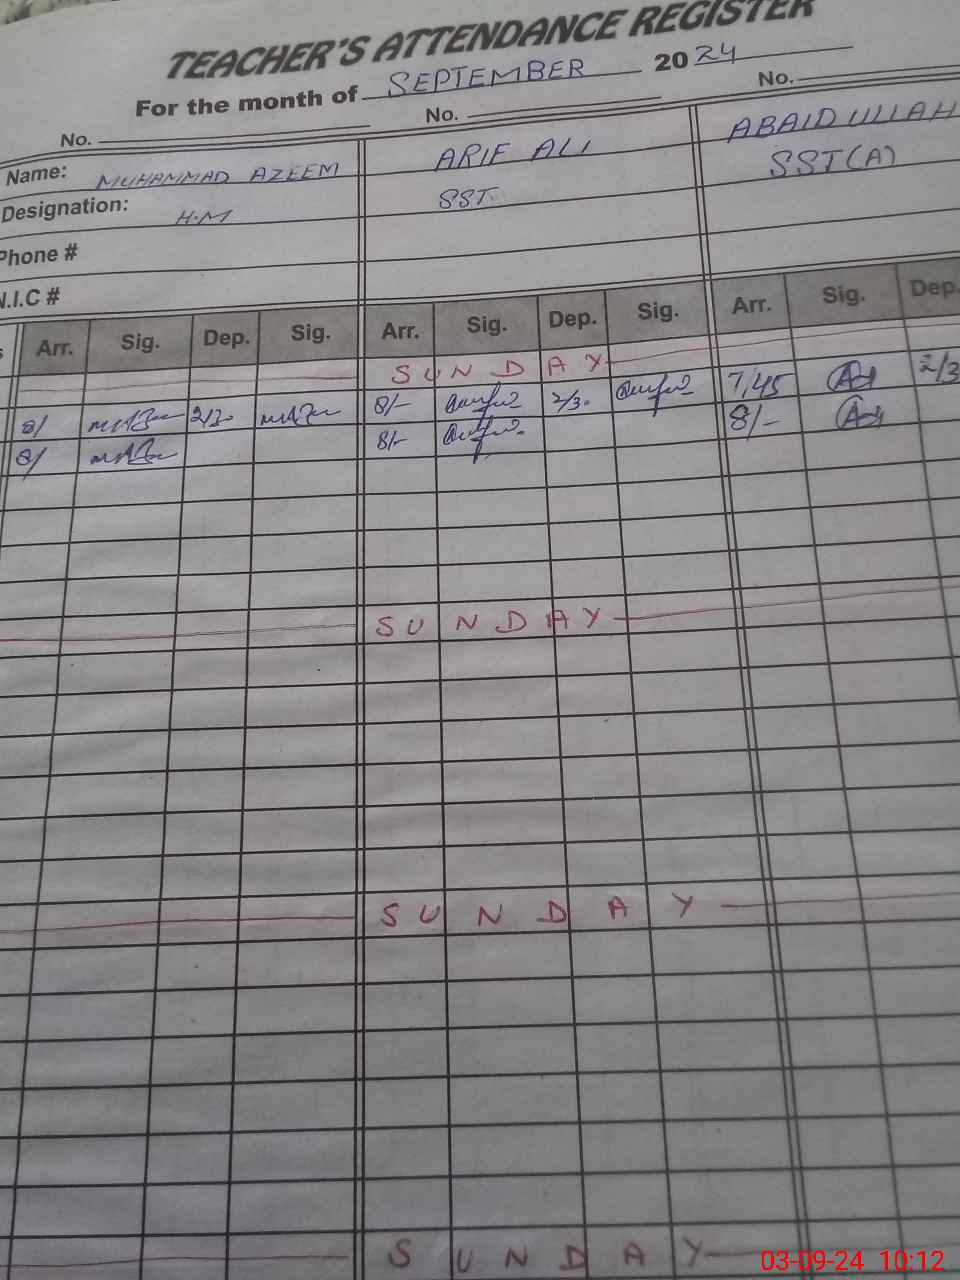 TEACHER'S ATTENDANCE REGISTER
For the month of SEPTEMBER 2024
No. No. No.
Name: MUHAMMAD AZEEM ARIF ALI ABAID ULLAH
Designation: H.M SST SST(A)
Phone #
N.I.C #
Arr. Sig. Dep. Sig. Arr. Sig. Dep. Sig. Arr. Sig. Dep.
SUNDAY
8/ 2/30 8/- 2/30 7,45 2/3
8/ 8/- 8/-
SUNDAY
SUNDAY
SUNDAY
03-09-24 10:12